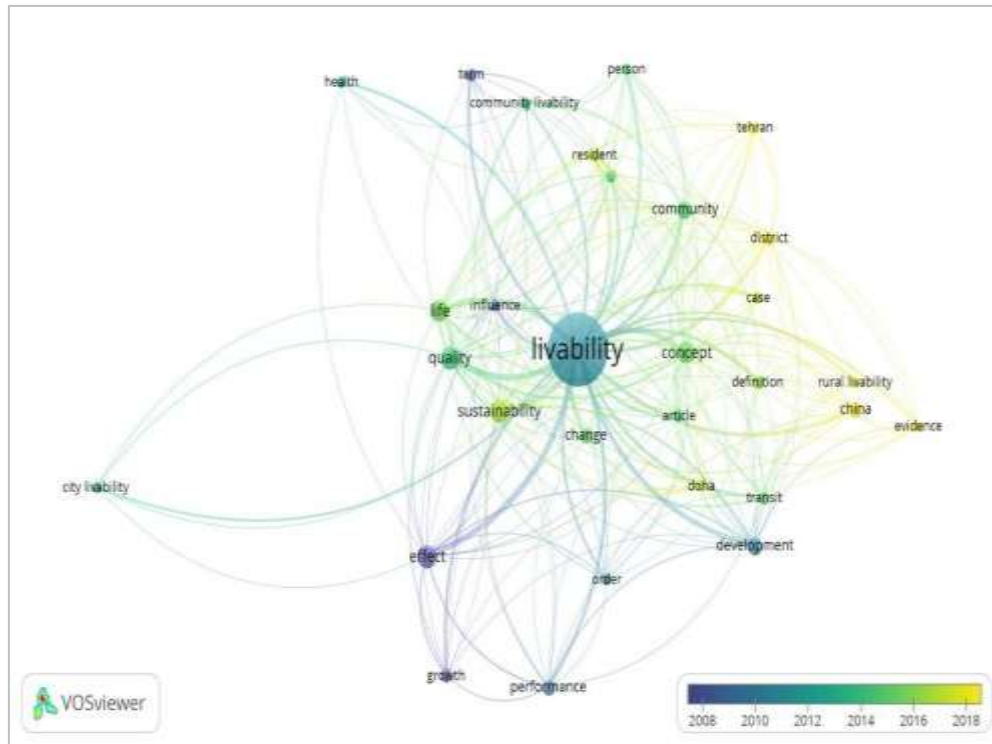 health
term
person
community livability
tehran
resident
community
district
case
life
influence
livability
quality
concept
definition
rural livability
sustainability
article
china
change
evidence
city livability
doha
transit
effect
development
order
growth
performance
VOSviewer
2008 2010 2012 2014 2016 2018